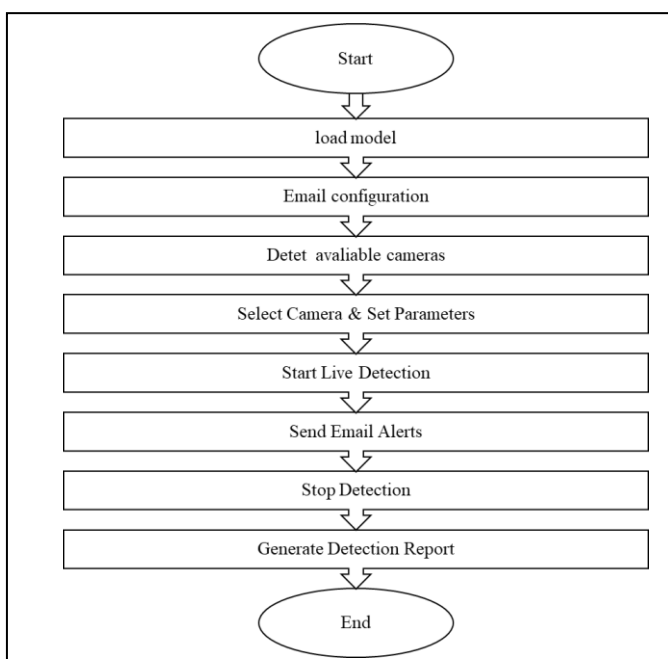 Start
load model
Email configuration
Detet avaliable cameras
Select Camera & Set Parameters
Start Live Detection
Send Email Alerts
Stop Detection
Generate Detection Report
End